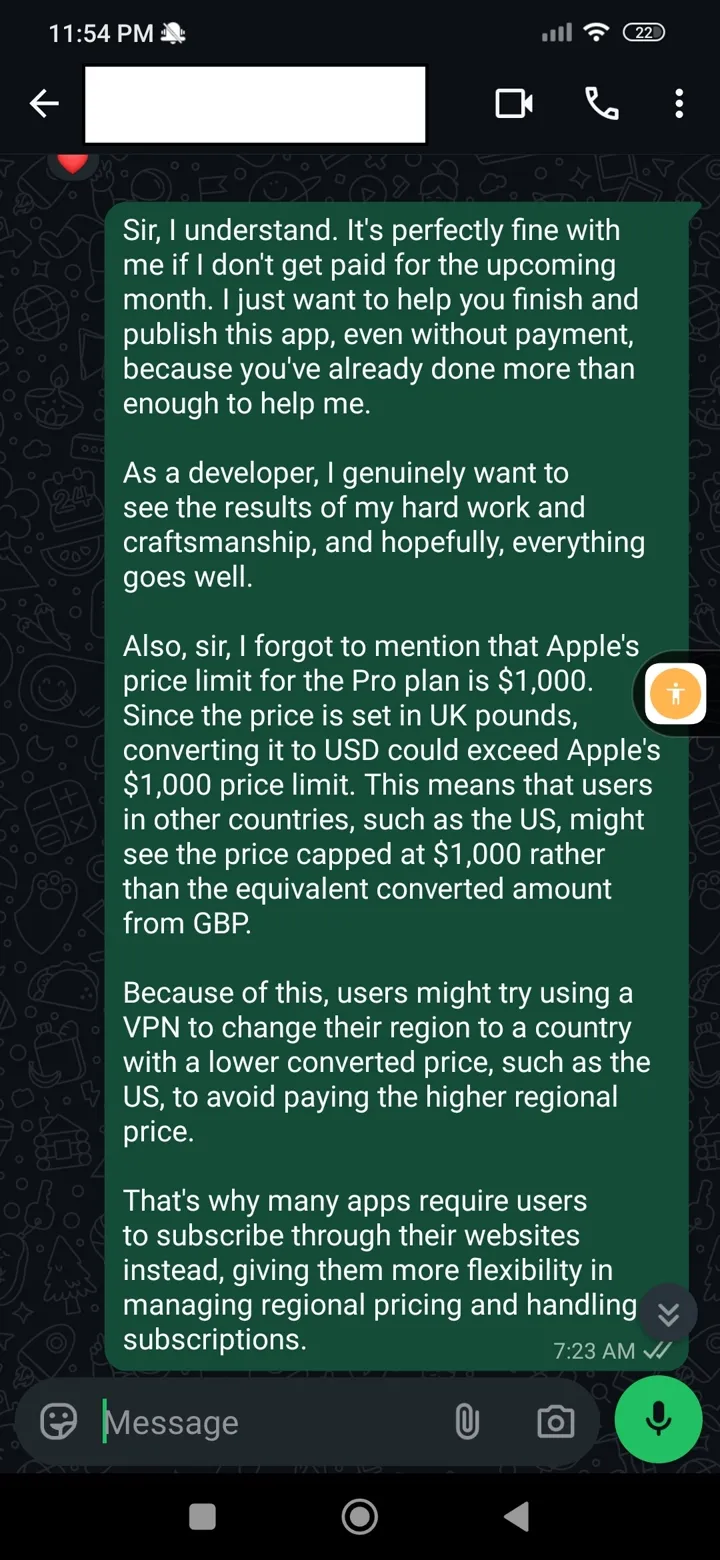 11:54 PM
22
Sir, I understand. It's perfectly fine with
me if I don't get paid for the upcoming
month. I just want to help you finish and
publish this app, even without payment,
because you've already done more than
enough to help me.
As a developer, I genuinely want to
see the results of my hard work and
craftsmanship, and hopefully, everything
goes well.
Also, sir, I forgot to mention that Apple's
price limit for the Pro plan is $1,000.
Since the price is set in UK pounds,
converting it to USD could exceed Apple's
$1,000 price limit. This means that users
in other countries, such as the US, might
see the price capped at $1,000 rather
than the equivalent converted amount
from GBP.
Because of this, users might try using a
VPN to change their region to a country
with a lower converted price, such as the
US, to avoid paying the higher regional
price.
That's why many apps require users
to subscribe through their websites
instead, giving them more flexibility in
managing regional pricing and handling
subscriptions.
7:23 AM
Message